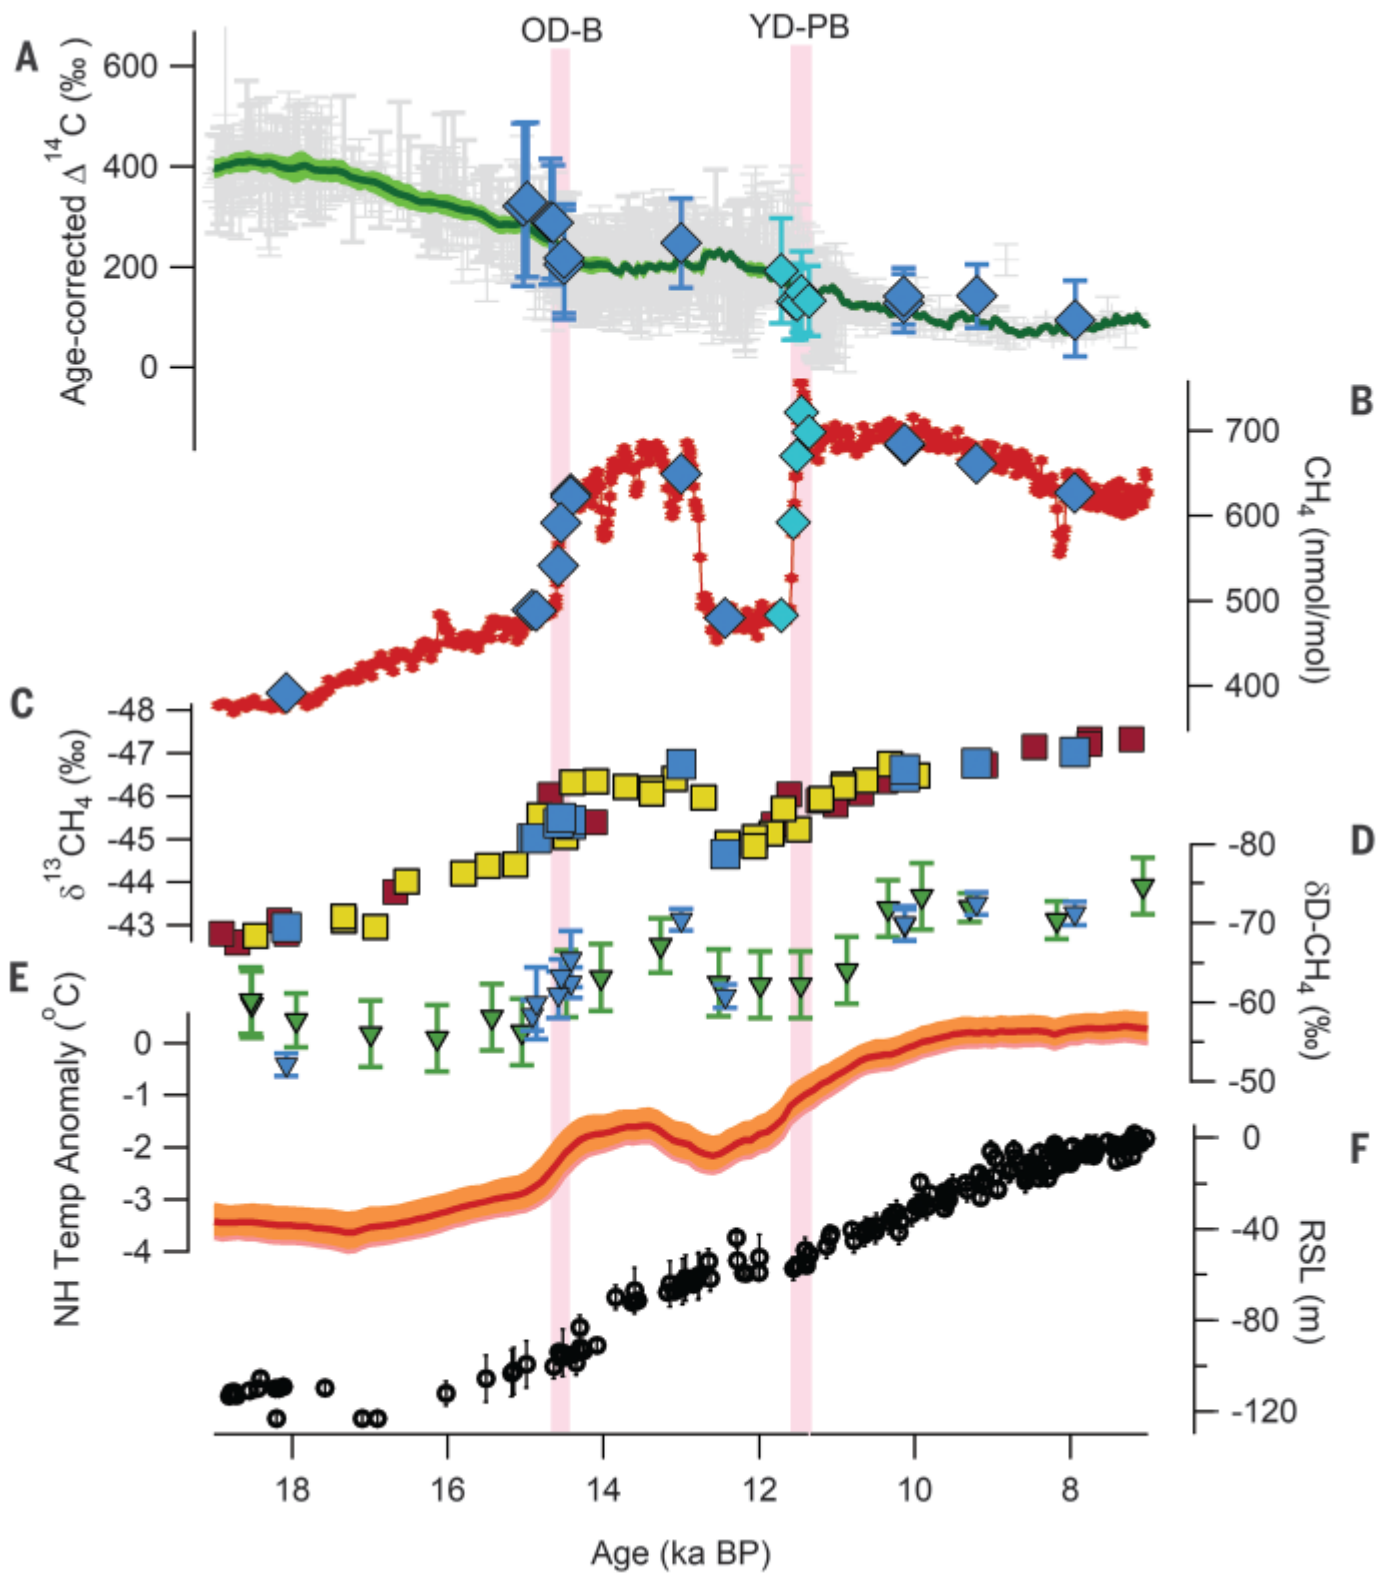 OD-B
YD-PB
A
Age-corrected Δ ¹⁴C (‰)
600
400
200
0
B
CH₄ (nmol/mol)
700
600
500
400
C
δ ¹³CH₄ (‰)
-48
-47
-46
-45
-44
-43
D
δD-CH₄ (‰)
-80
-70
-60
-50
E
NH Temp Anomaly (°C)
0
-1
-2
-3
-4
F
RSL (m)
0
-40
-80
-120
18 16 14 12 10 8
Age (ka BP)